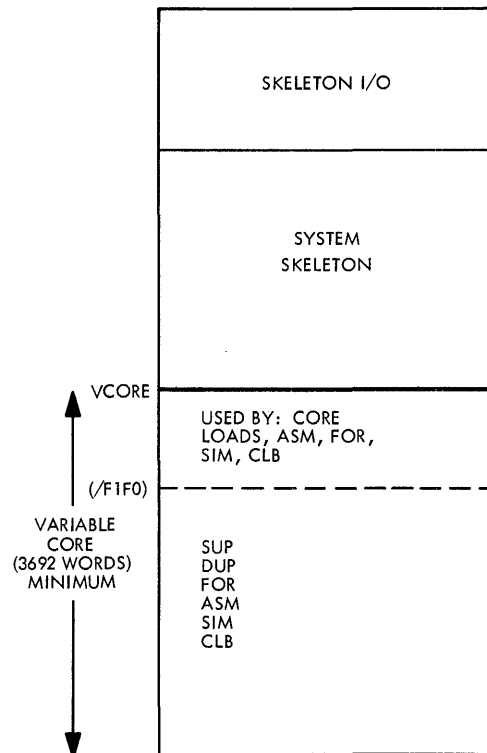 SKELETON I/O
SYSTEM
SKELETON
VCORE
USED BY: CORE
LOADS, ASM, FOR,
SIM, CLB
(/F1F0)
VARIABLE
CORE
(3692 WORDS)
MINIMUM
SUP
DUP
FOR
ASM
SIM
CLB